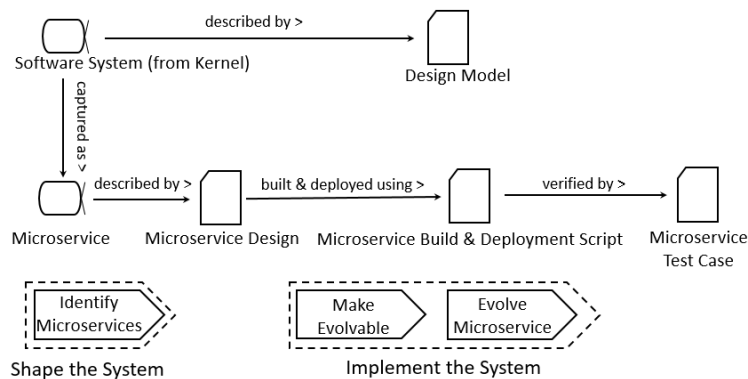 described by >
Software System (from Kernel)
Design Model
captured as >
described by >
built & deployed using >
verified by >
Microservice
Microservice Design
Microservice Build & Deployment Script
Microservice
Test Case
Identify
Microservices
Make
Evolvable
Evolve
Microservice
Shape the System
Implement the System